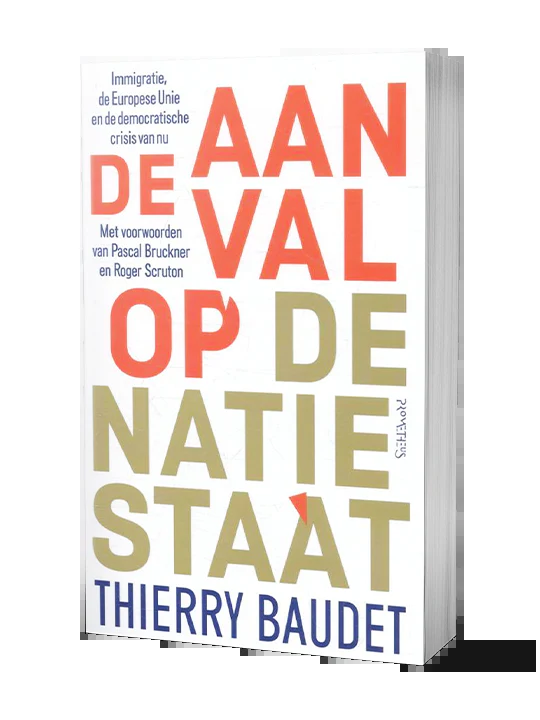 Immigratie,
de Europese Unie
en de democratische
crisis van nu
DE AAN
VAL
Met voorwoorden
van Pascal Bruckner
en Roger Scruton
OP DE
NATIE
STAAT
PROMETHEUS
THIERRY BAUDET